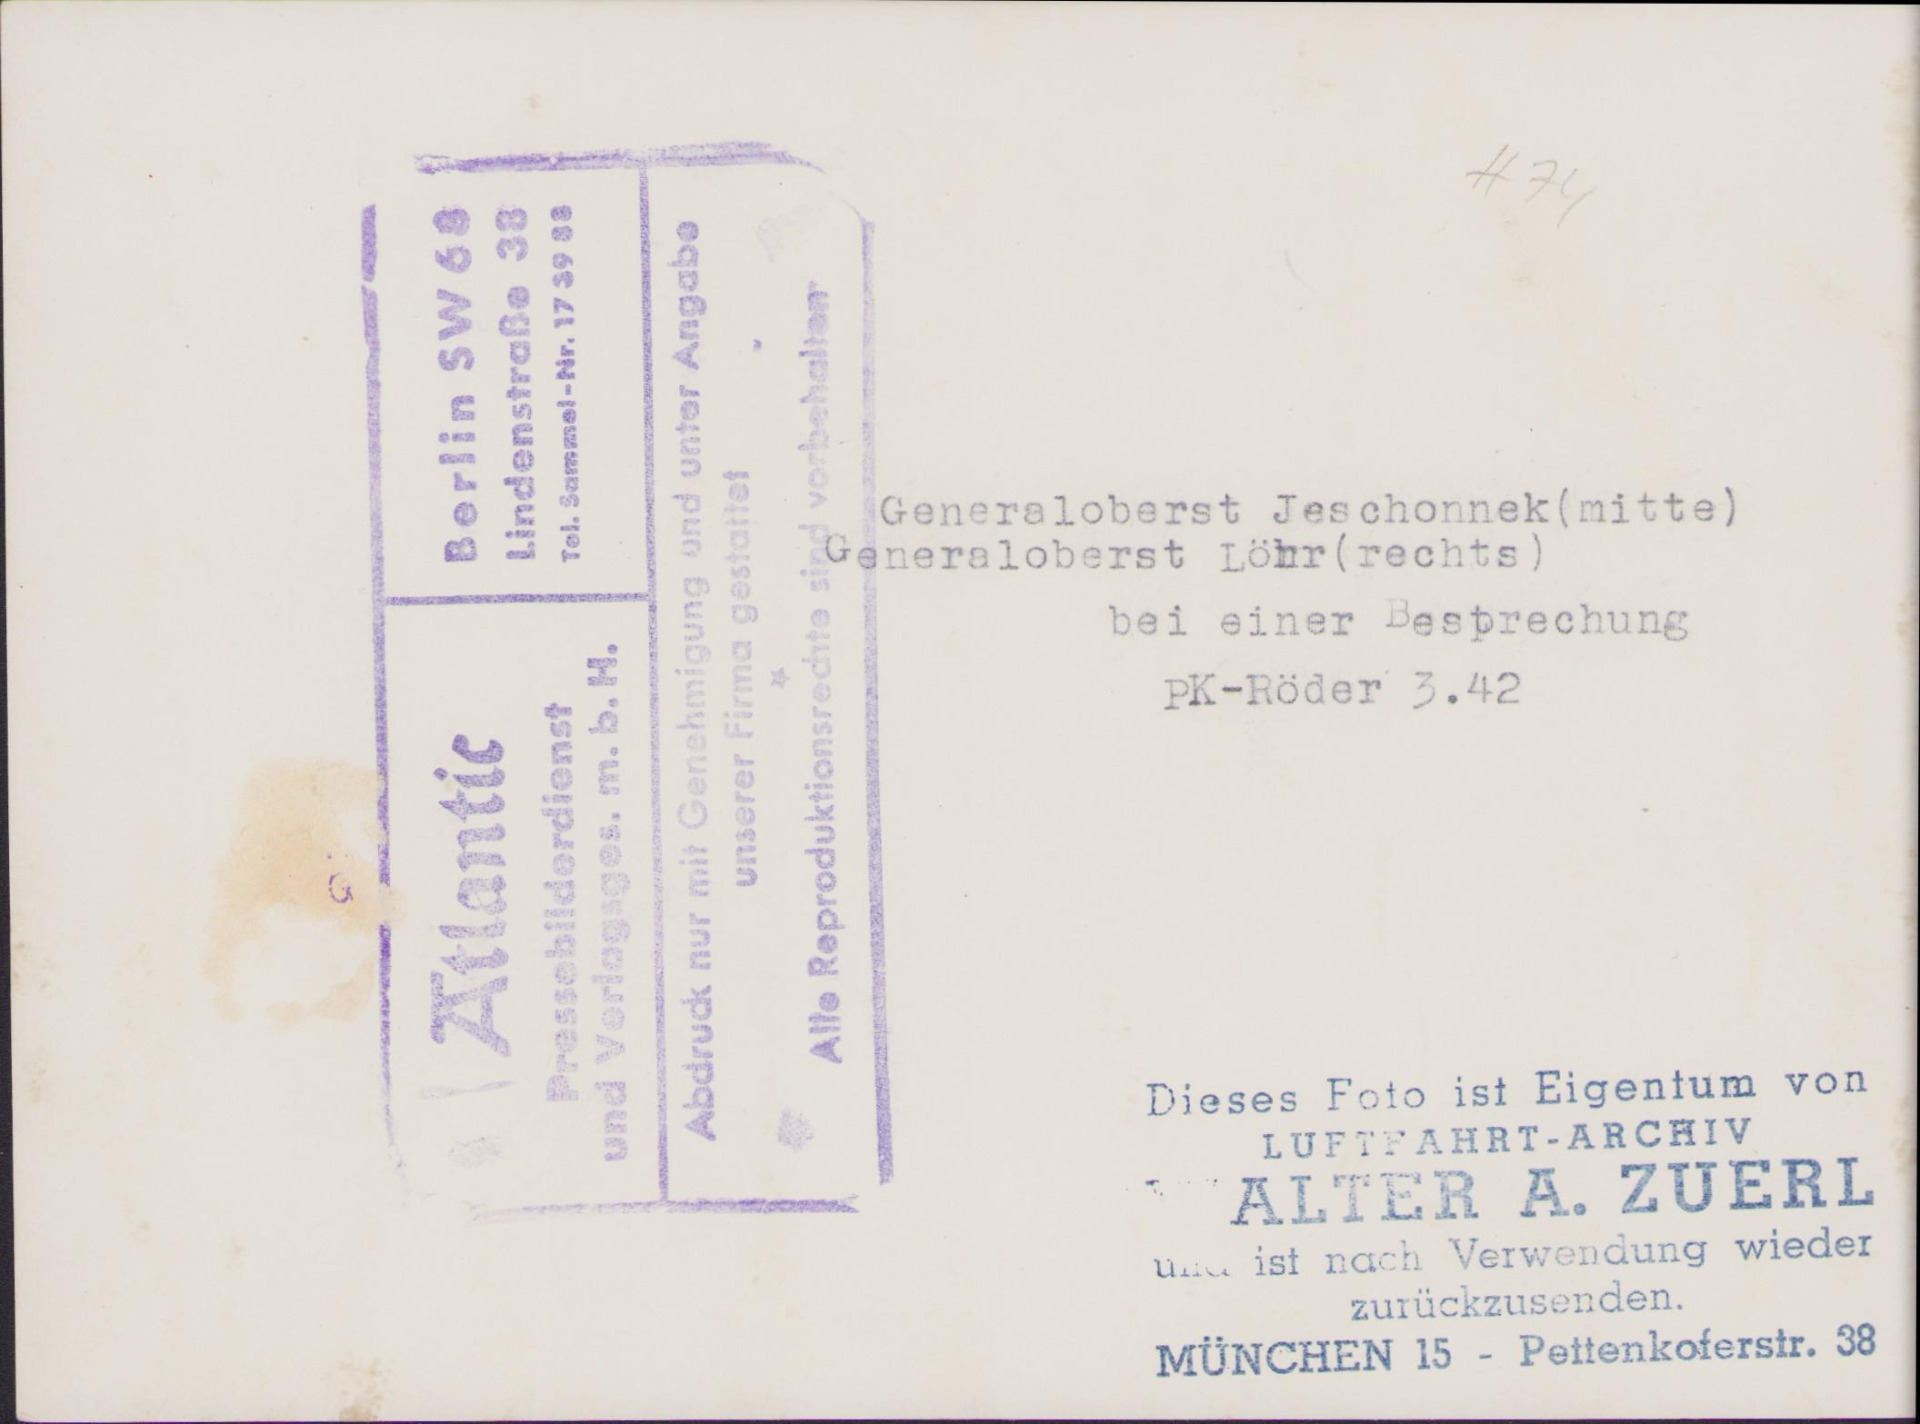 #74
Atlantic
Pressebilderdienst
und Verlagsges. m. b. H.
Berlin SW 68
Lindenstraße 38
Tel. Sammel-Nr. 17 39 88
Abdruck nur mit Genehmigung und unter Angabe
unserer Firma gestattet
*
Alle Reproduktionsrechte sind vorbehalten
Generaloberst Jeschonnek(mitte)
Generaloberst Löhr(rechts)
bei einer Besprechung
PK-Röder 3.42
Dieses Foto ist Eigentum von
LUFTFAHRT-ARCHIV
ALTER A. ZUERL
und ist nach Verwendung wieder
zurückzusenden.
MÜNCHEN 15 - Pettenkoferstr. 38